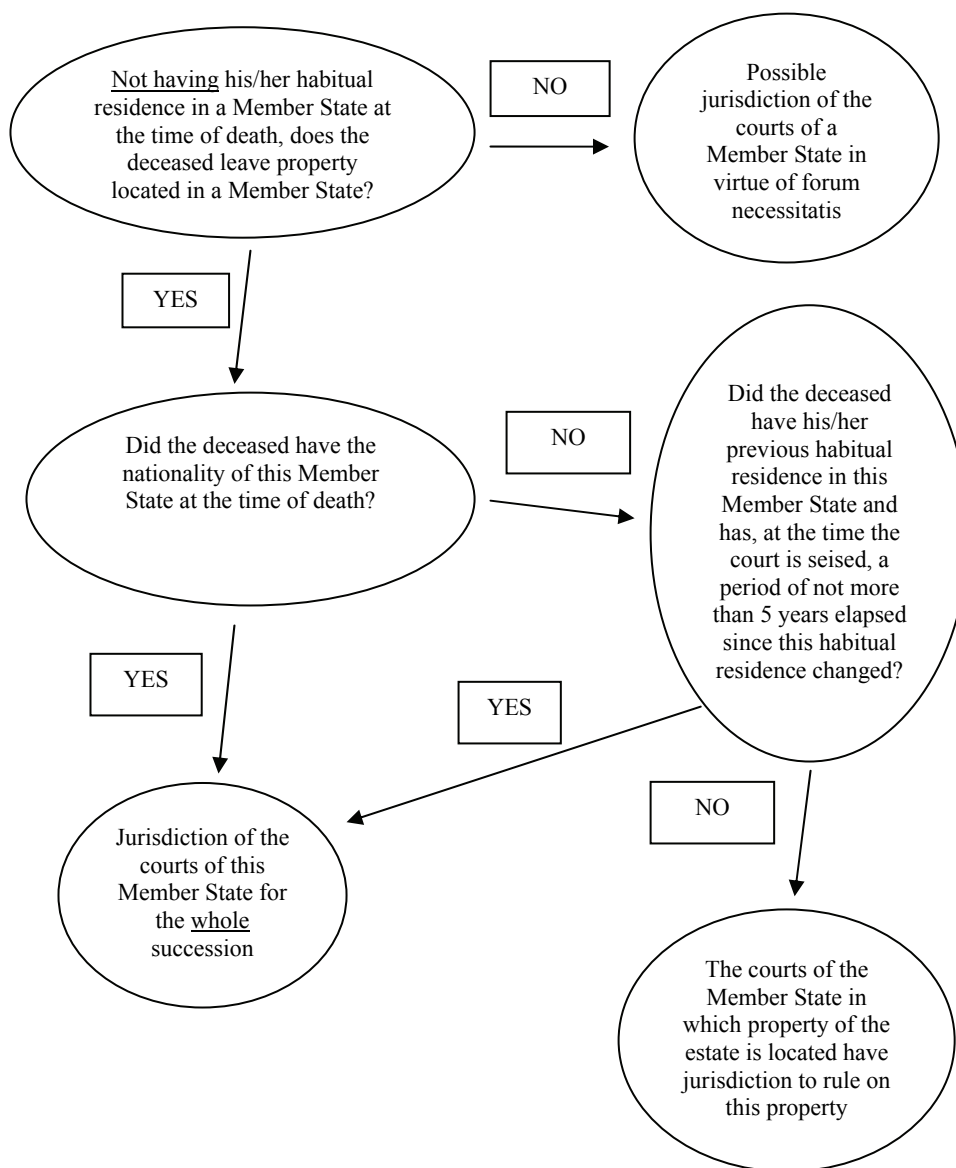 Not having his/her habitual
residence in a Member State at
the time of death, does the
deceased leave property
located in a Member State?
NO
Possible
jurisdiction of the
courts of a
Member State in
virtue of forum
necessitatis
YES
Did the deceased have the
nationality of this Member
State at the time of death?
NO
Did the deceased
have his/her
previous habitual
residence in this
Member State and
has, at the time the
court is seised, a
period of not more
than 5 years elapsed
since this habitual
residence changed?
YES
YES
NO
Jurisdiction of the
courts of this
Member State for
the whole
succession
The courts of the
Member State in
which property of the
estate is located have
jurisdiction to rule on
this property